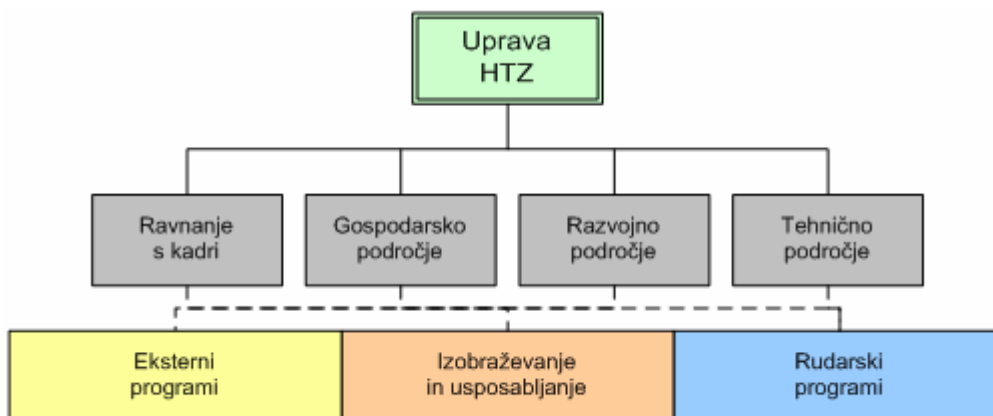 Uprava
HTZ
Ravnanje
s kadri
Gospodarsko
področje
Razvojno
področje
Tehnično
področje
Eksterni
programi
Izobraževanje
in usposabljanje
Rudarski
programi